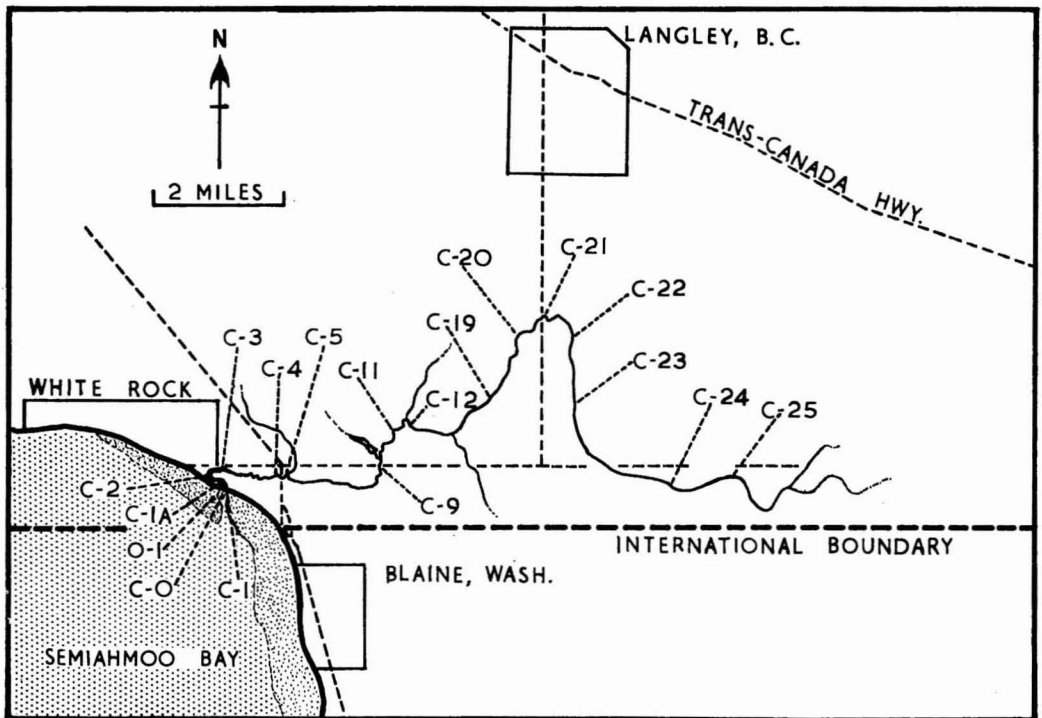 LANGLEY, B.C.
N
TRANS-CANADA HWY.
2 MILES
C-20
C-21
C-22
C-3
C-4
C-5
C-11
C-19
C-12
C-23
WHITE ROCK
C-24
C-25
C-2
C-1A
O-1
C-O
C-1
C-9
INTERNATIONAL BOUNDARY
BLAINE, WASH.
SEMIAHMOO BAY